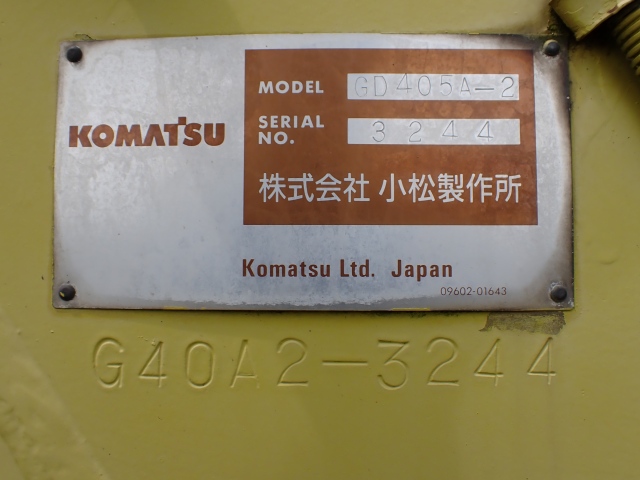 KOMATSU
MODEL GD405A-2
SERIAL NO. 3244
株式会社 小松製作所
Komatsu Ltd. Japan
09602-01643
G40A2-3244